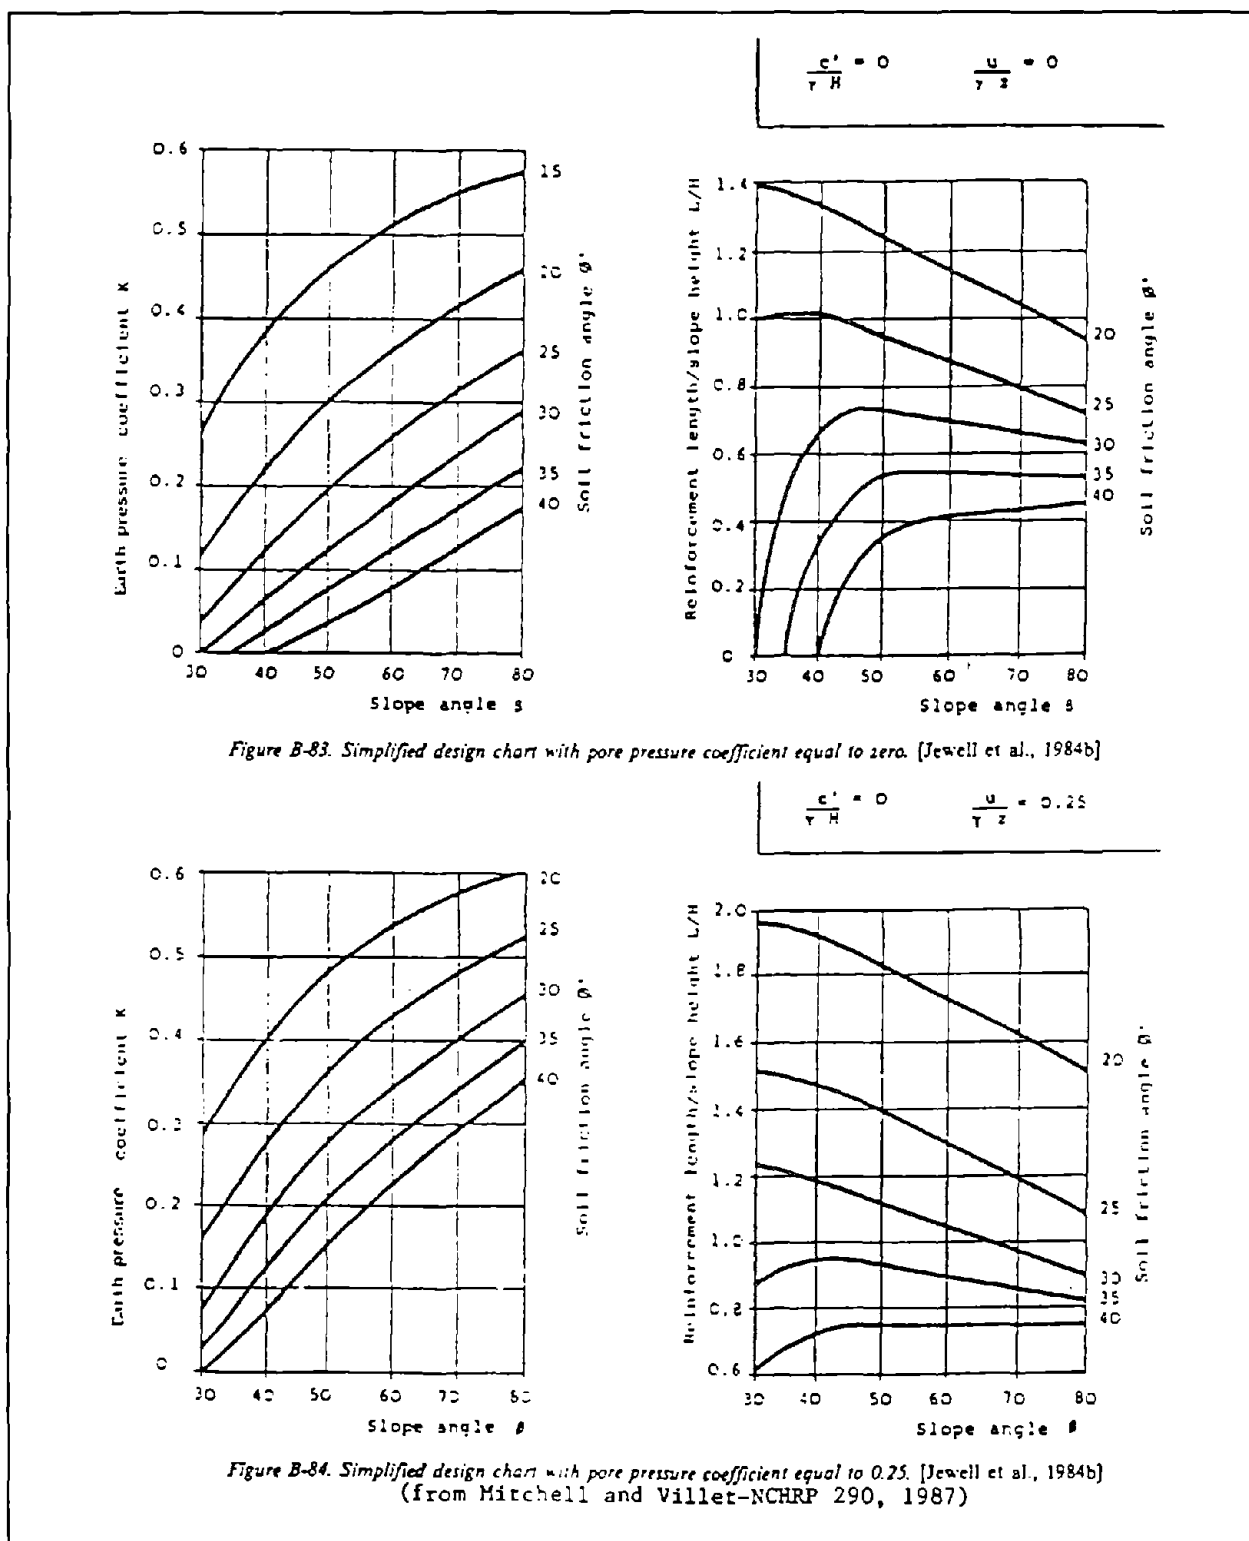 c' = 0 u = 0
γ H γ z
0.6
0.5
0.4
0.3
0.2
0.1
0
Earth pressure coefficient K
15
20
25
30
35
40
Soil friction angle Ø'
30 40 50 60 70 80
Slope angle β
1.4
1.2
1.0
0.8
0.6
0.4
0.2
0
Reinforcement length/slope height L/H
20
25
30
35
40
Soil friction angle Ø'
30 40 50 60 70 80
Slope angle β
Figure B-83. Simplified design chart with pore pressure coefficient equal to zero. [Jewell et al., 1984b]
c' = 0 u = 0.25
γ H γ z
0.6
0.5
0.4
0.3
0.2
0.1
0
Earth pressure coefficient K
20
25
30
35
40
Soil friction angle Ø'
30 40 50 60 70 80
Slope angle β
2.0
1.8
1.6
1.4
1.2
1.0
0.8
0.6
Reinforcement length/slope height L/H
20
25
30
35
40
Soil friction angle Ø'
30 40 50 60 70 80
Slope angle β
Figure B-84. Simplified design chart with pore pressure coefficient equal to 0.25. [Jewell et al., 1984b]
(from Mitchell and Villet-NCHRP 290, 1987)